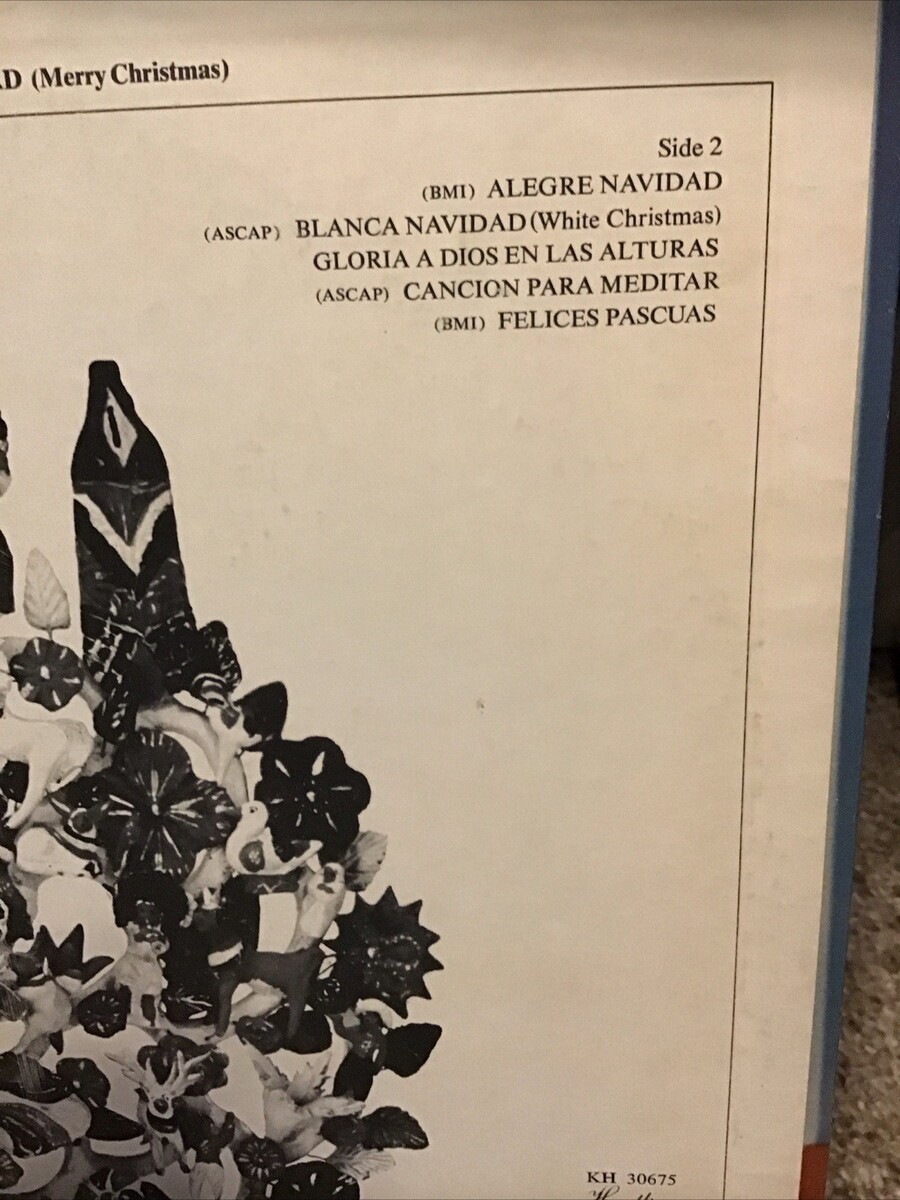 (Merry Christmas)
Side 2
(BMI) ALEGRE NAVIDAD
(ASCAP) BLANCA NAVIDAD (White Christmas)
GLORIA A DIOS EN LAS ALTURAS
(ASCAP) CANCION PARA MEDITAR
(BMI) FELICES PASCUAS
KH 30675